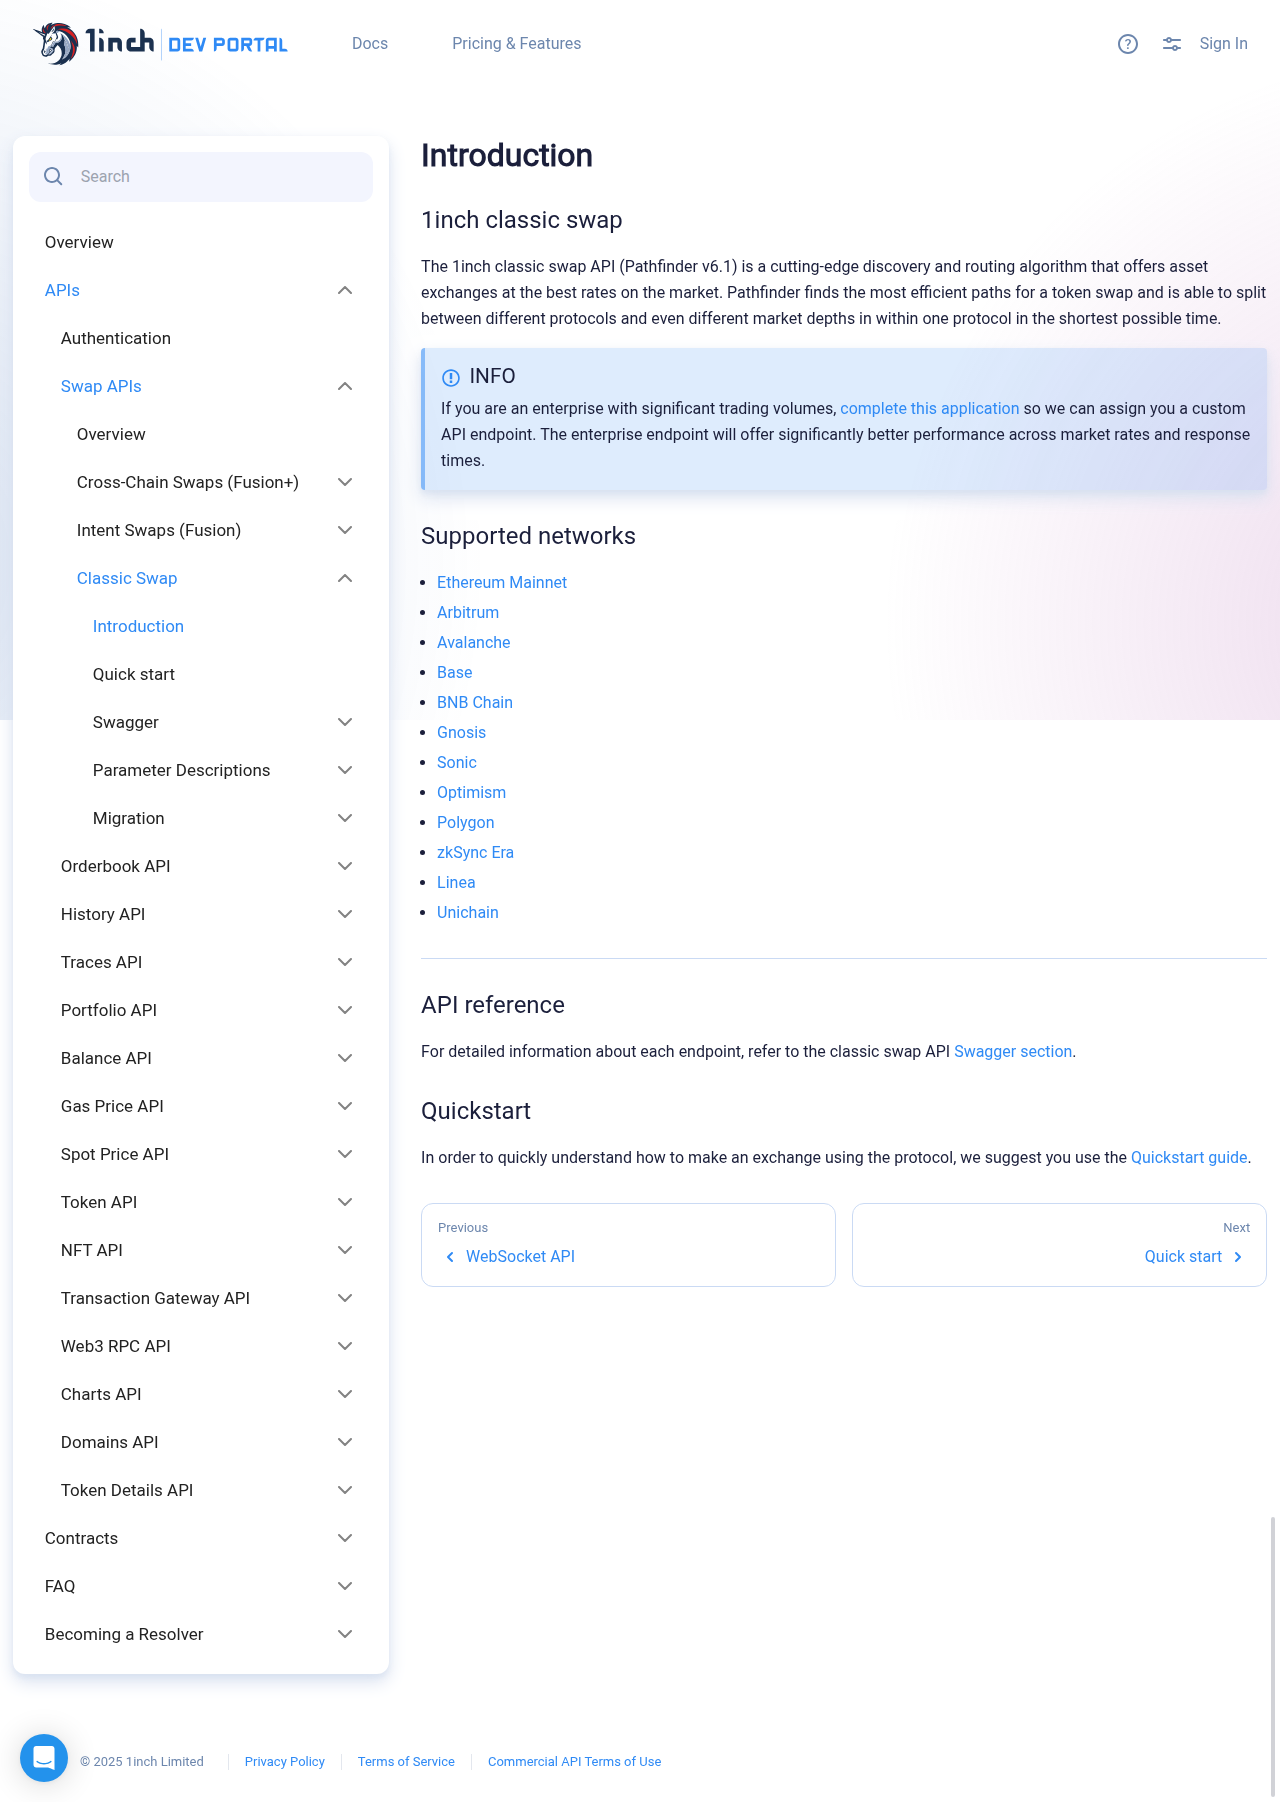 1inch DEV PORTAL
Docs
Pricing & Features
Sign In
Search
Overview
APIs
Authentication
Swap APIs
Overview
Cross-Chain Swaps (Fusion+)
Intent Swaps (Fusion)
Classic Swap
Introduction
Quick start
Swagger
Parameter Descriptions
Migration
Orderbook API
History API
Traces API
Portfolio API
Balance API
Gas Price API
Spot Price API
Token API
NFT API
Transaction Gateway API
Web3 RPC API
Charts API
Domains API
Token Details API
Contracts
FAQ
Becoming a Resolver
Introduction
1inch classic swap
The 1inch classic swap API (Pathfinder v6.1) is a cutting-edge discovery and routing algorithm that offers asset
exchanges at the best rates on the market. Pathfinder finds the most efficient paths for a token swap and is able to split
between different protocols and even different market depths in within one protocol in the shortest possible time.
INFO
If you are an enterprise with significant trading volumes, complete this application so we can assign you a custom
API endpoint. The enterprise endpoint will offer significantly better performance across market rates and response
times.
Supported networks
Ethereum Mainnet
Arbitrum
Avalanche
Base
BNB Chain
Gnosis
Sonic
Optimism
Polygon
zkSync Era
Linea
Unichain
API reference
For detailed information about each endpoint, refer to the classic swap API Swagger section.
Quickstart
In order to quickly understand how to make an exchange using the protocol, we suggest you use the Quickstart guide.
Previous
WebSocket API
Next
Quick start
© 2025 1inch Limited
Privacy Policy
Terms of Service
Commercial API Terms of Use